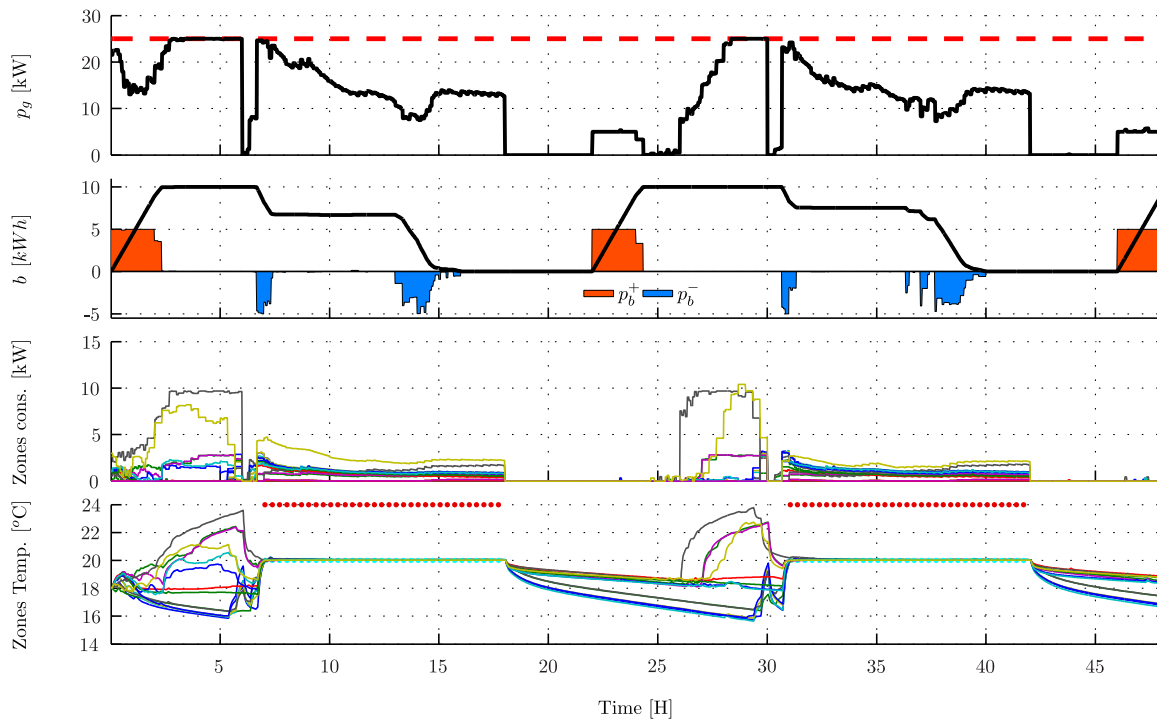 30
20
10
0
p_g [kW]
10
5
0
-5
b [kWh]
p_b^+ p_b^-
15
10
5
0
Zones cons. [kW]
24
22
20
18
16
14
Zones Temp. [°C]
5 10 15 20 25 30 35 40 45
Time [H]